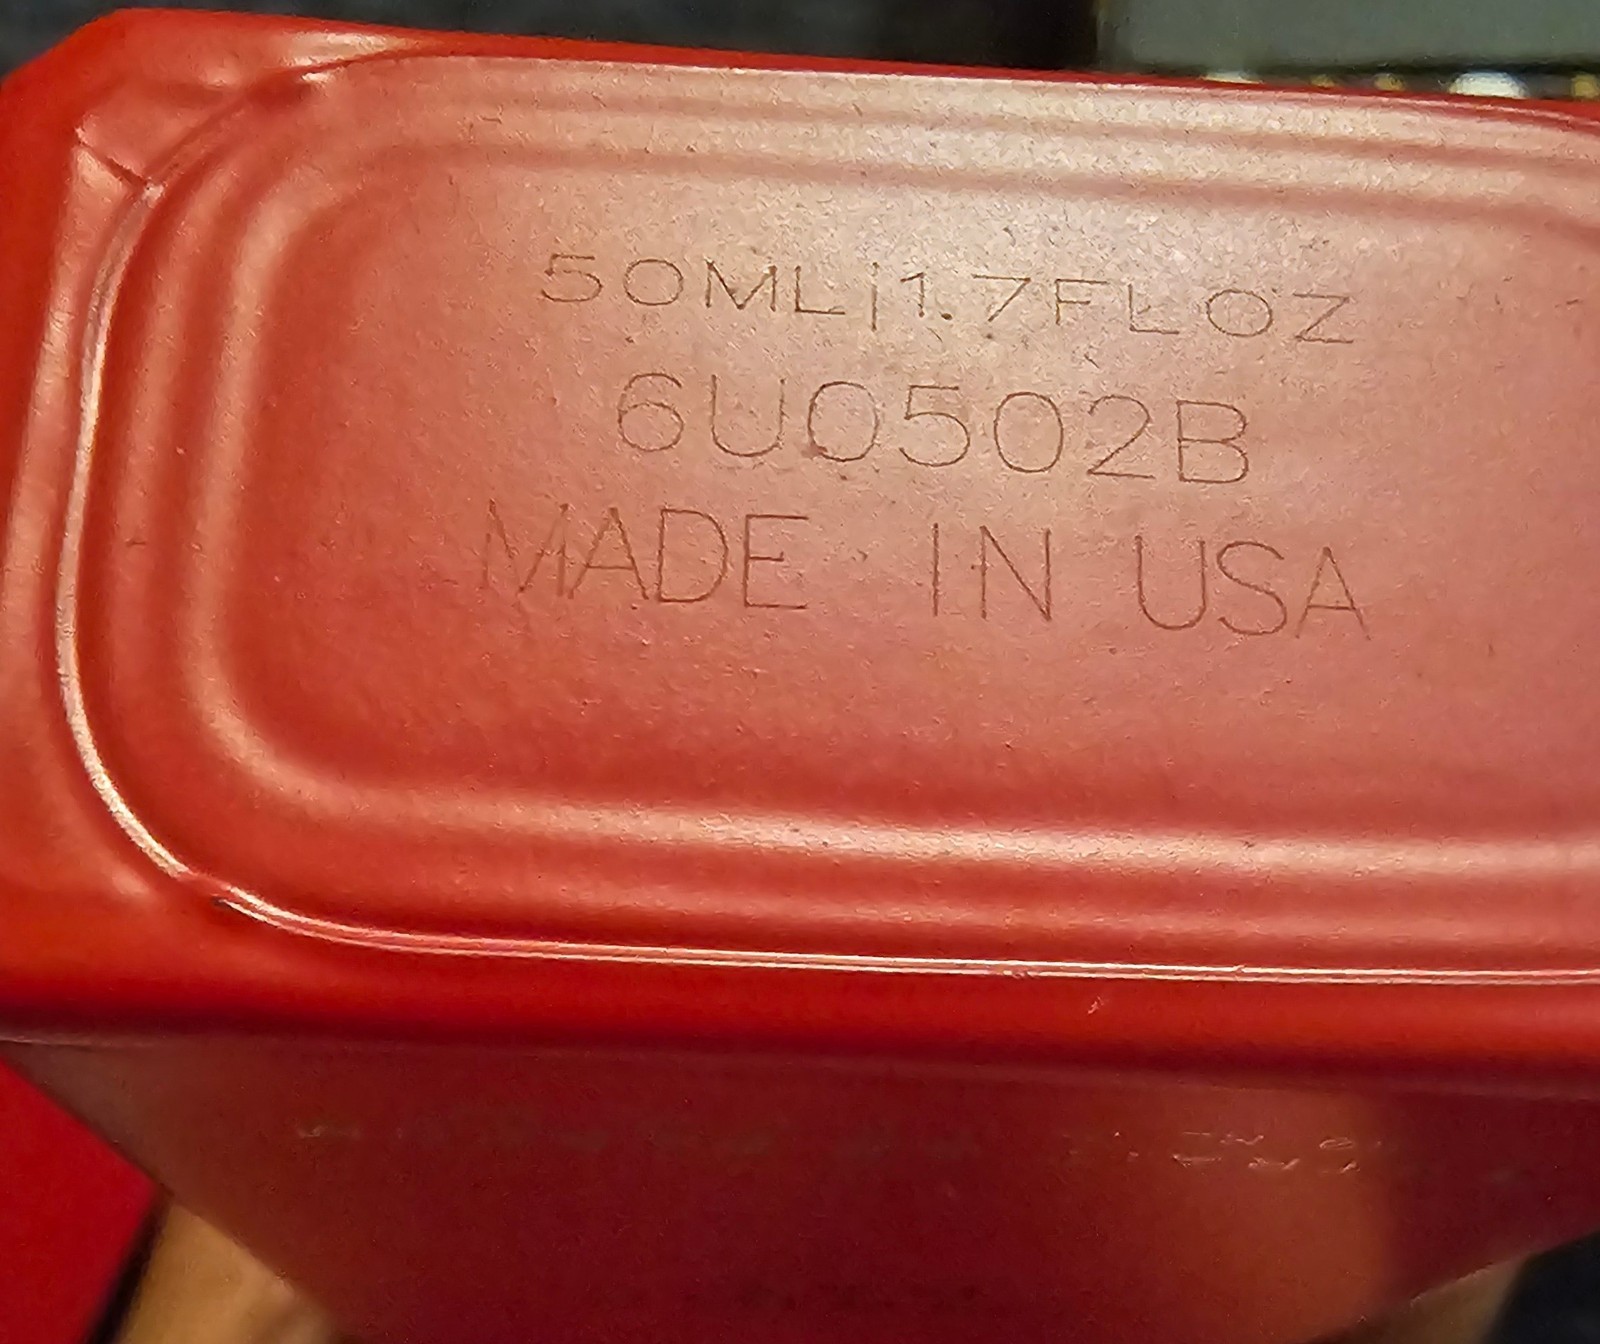 50ML|1.7FLOZ
6U0502B
MADE IN USA